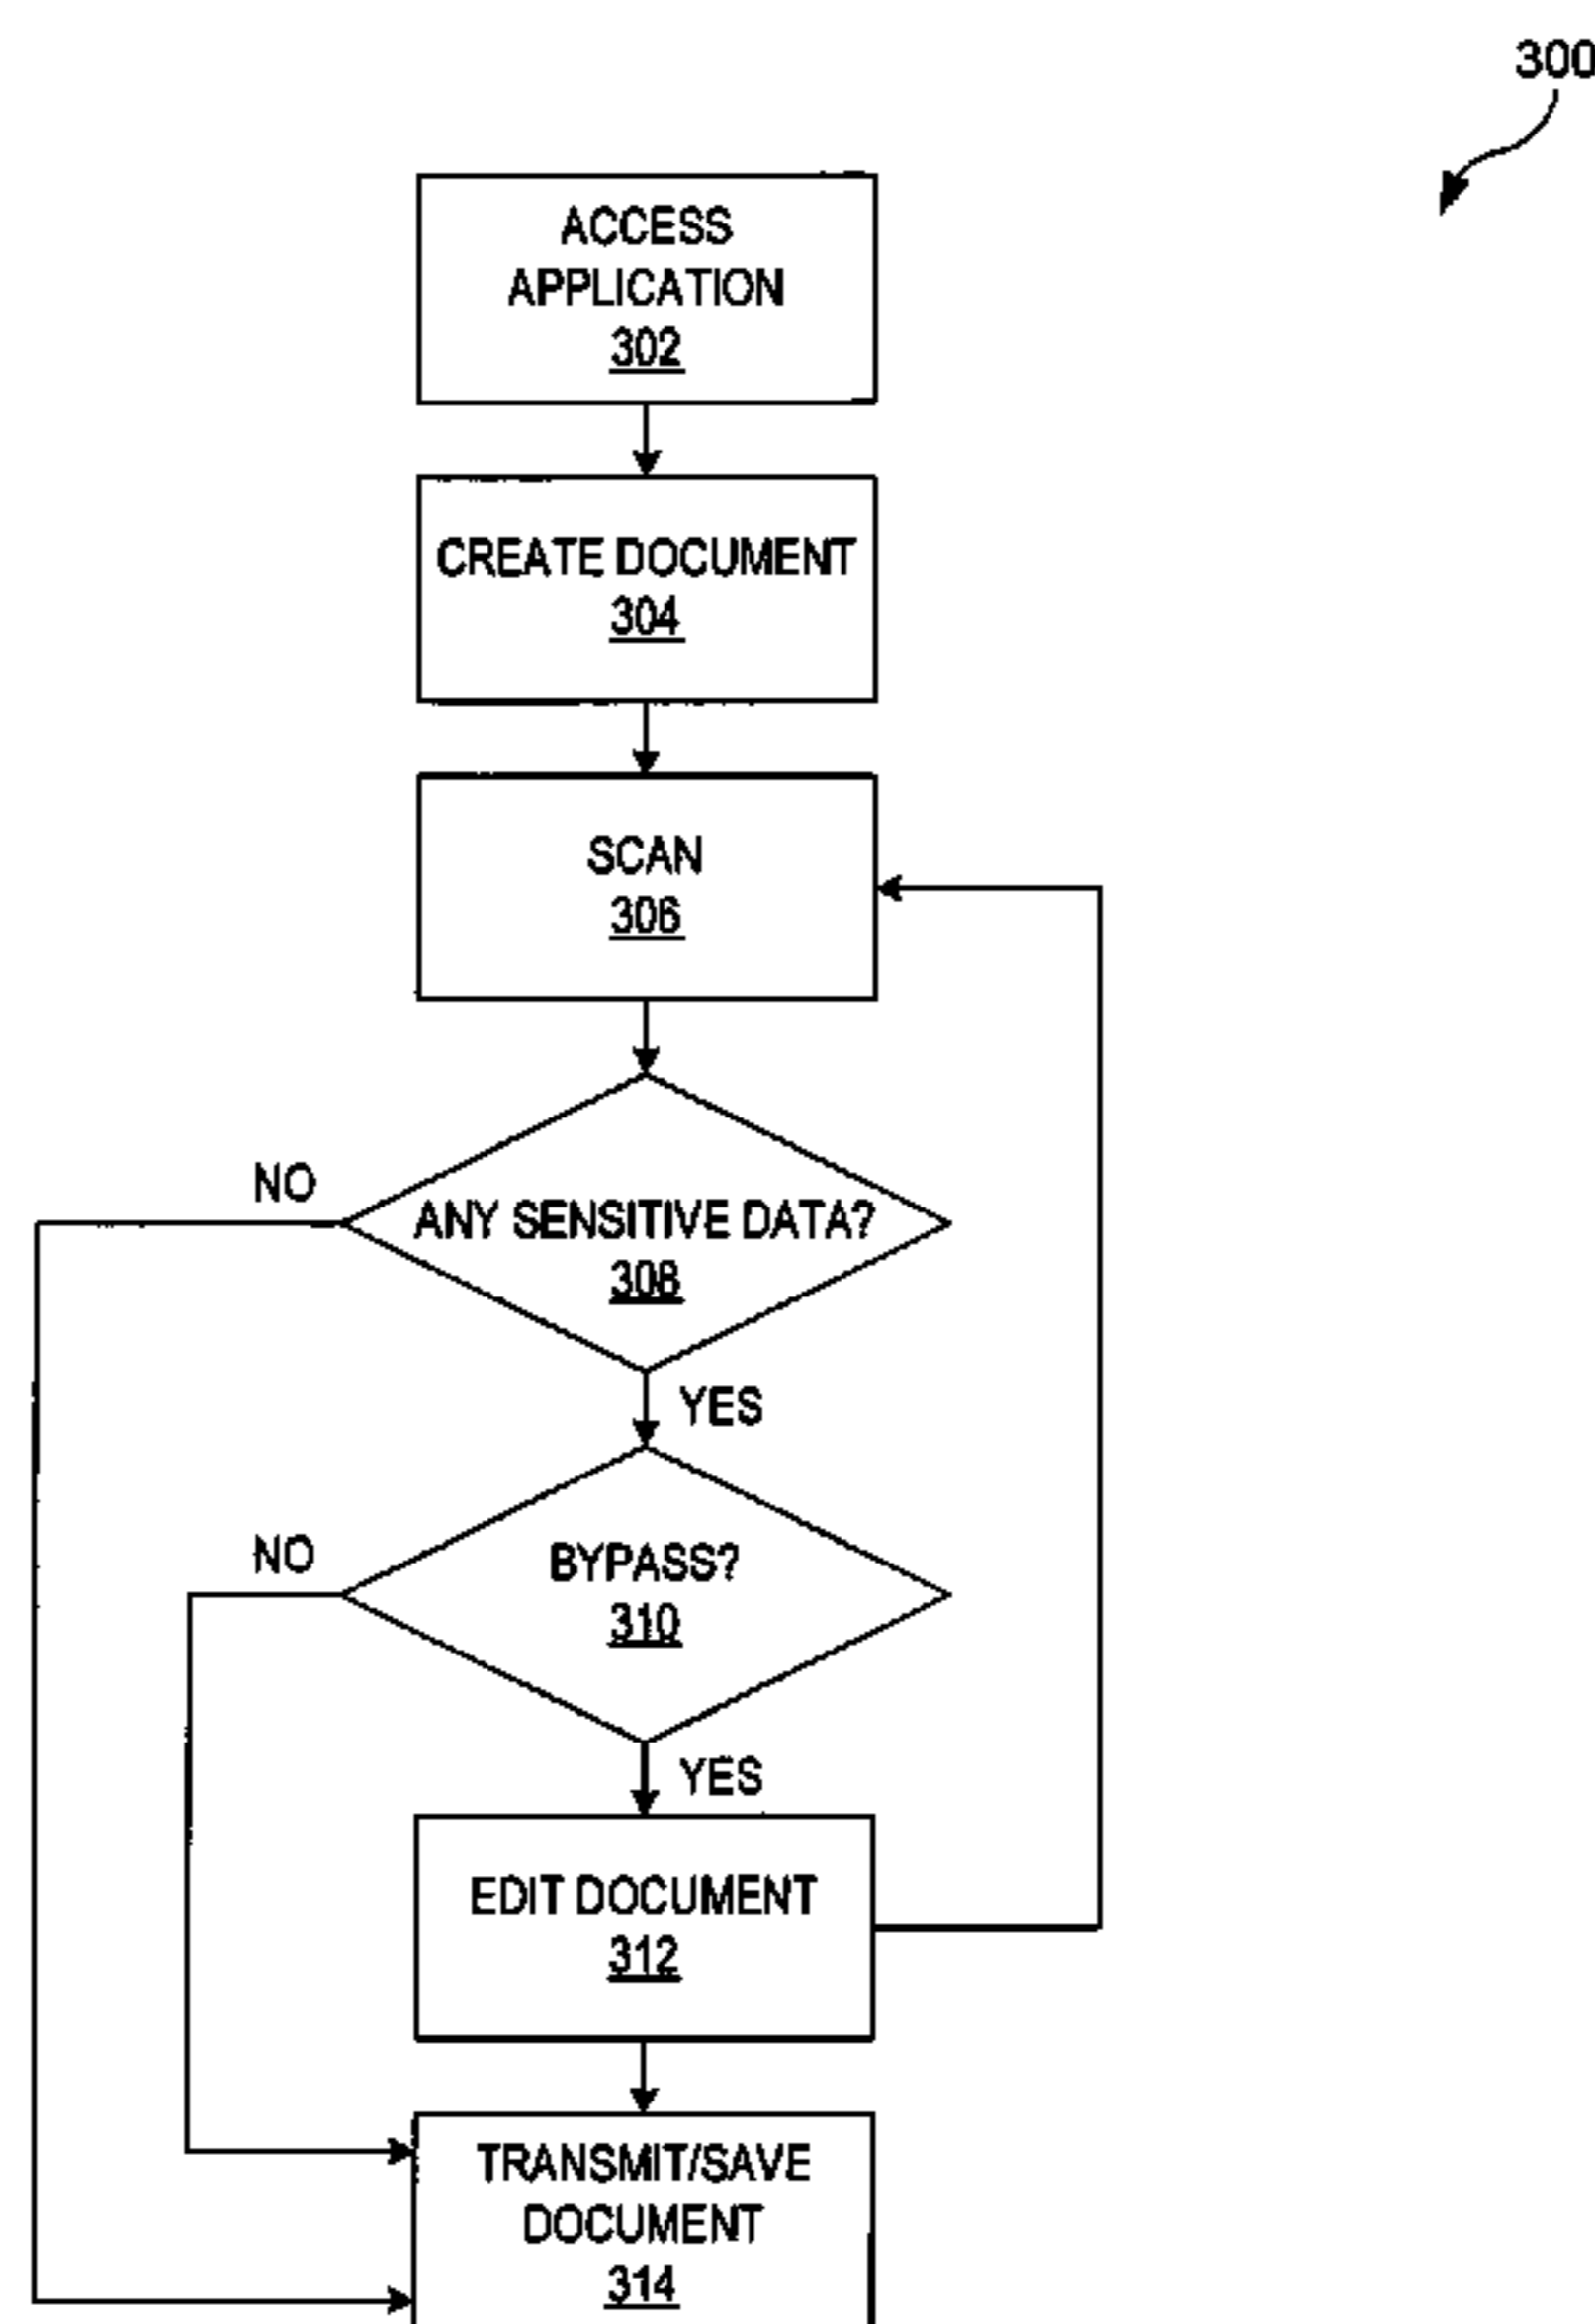 300
ACCESS
APPLICATION
302
CREATE DOCUMENT
304
SCAN
306
NO
ANY SENSITIVE DATA?
308
YES
NO
BYPASS?
310
YES
EDIT DOCUMENT
312
TRANSMIT/SAVE
DOCUMENT
314